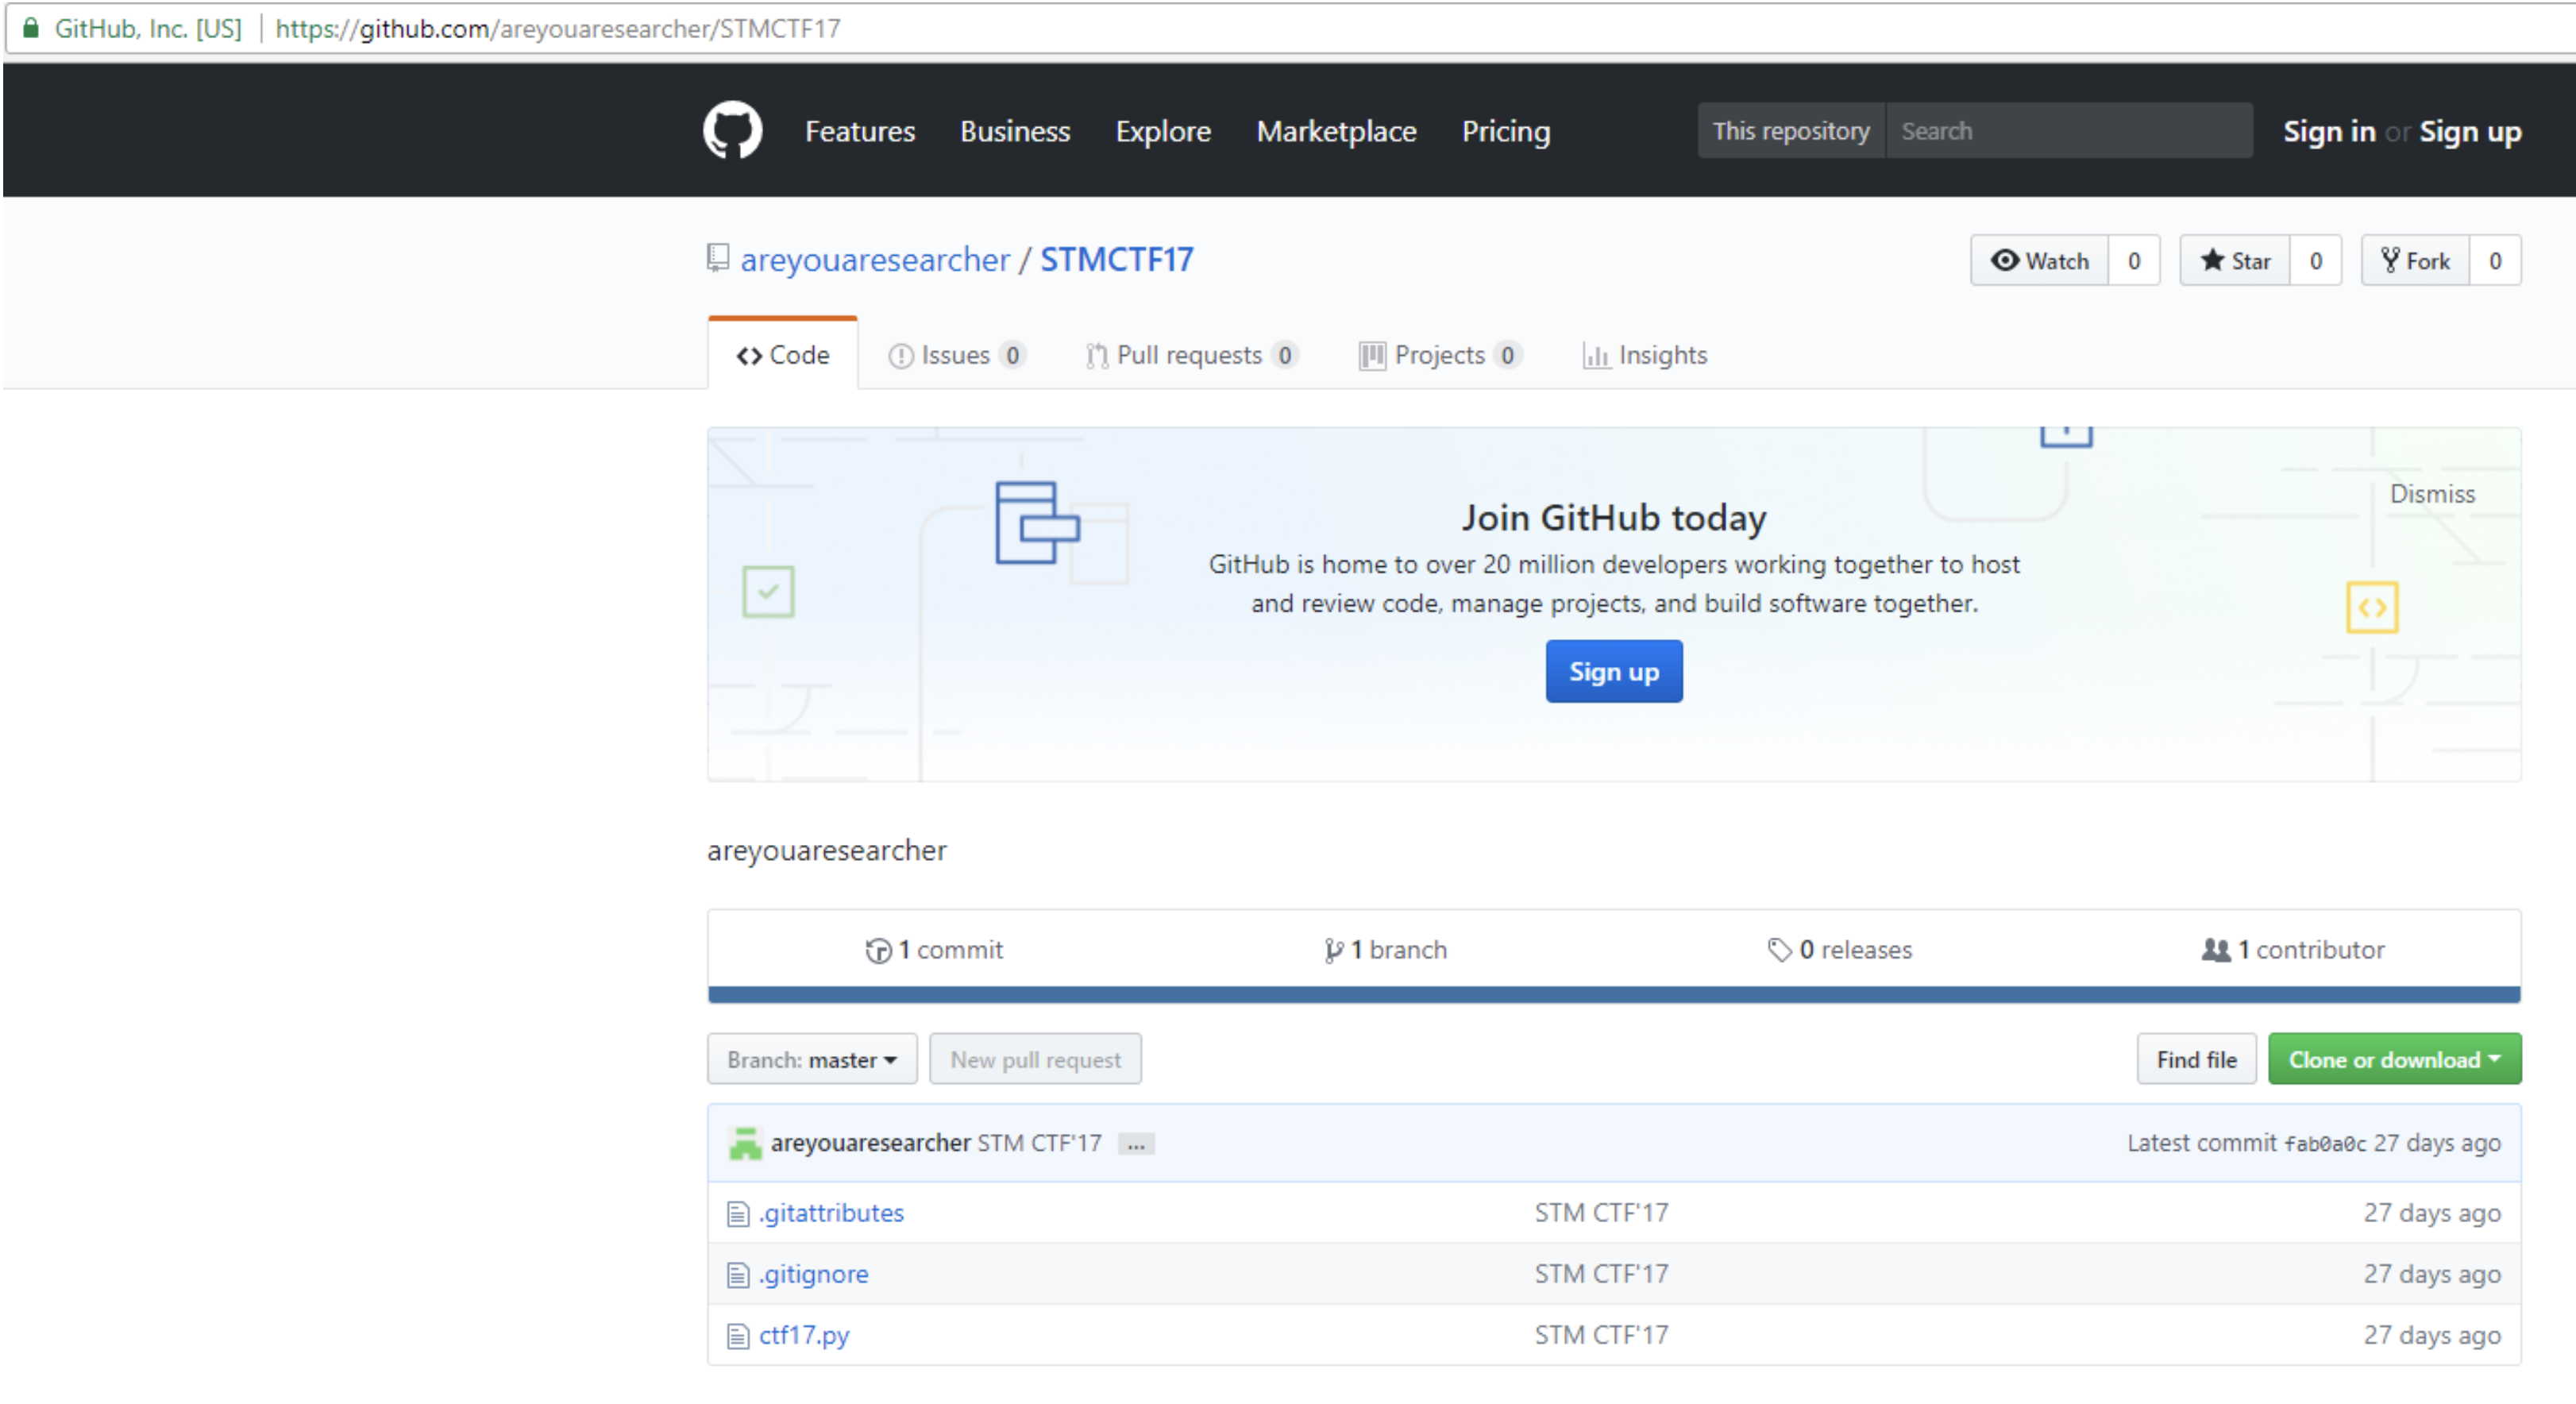 GitHub, Inc. [US] https://github.com/areyouaresearcher/STMCTF17
Features Business Explore Marketplace Pricing This repository Search Sign in or Sign up
areyouaresearcher / STMCTF17 Watch 0 Star 0 Fork 0
Code Issues 0 Pull requests 0 Projects 0 Insights
Dismiss
Join GitHub today
GitHub is home to over 20 million developers working together to host
and review code, manage projects, and build software together.
Sign up
areyouaresearcher
1 commit 1 branch 0 releases 1 contributor
Branch: master New pull request Find file Clone or download
areyouaresearcher STM CTF'17 ... Latest commit fab0a0c 27 days ago
.gitattributes STM CTF'17 27 days ago
.gitignore STM CTF'17 27 days ago
ctf17.py STM CTF'17 27 days ago